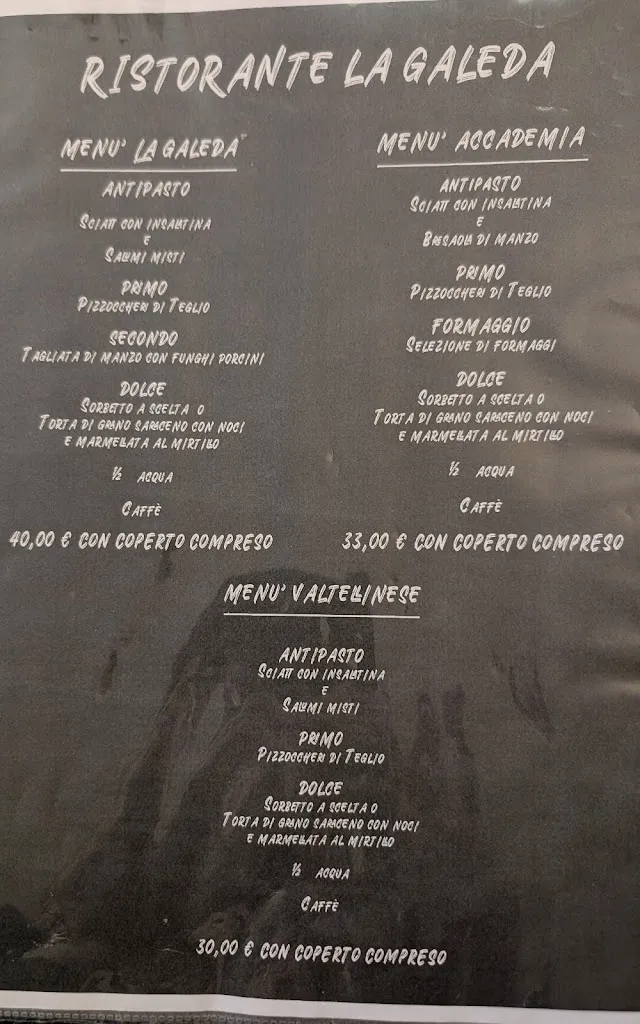 RISTORANTE LA GALEDA
MENU' LA GALEDA
ANTIPASTO
SCIATT CON INSALATINA
E
SALUMI MISTI
PRIMO
PIZZOCCHERI DI TEGLIO
SECONDO
TAGLIATA DI MANZO CON FUNGHI PORCINI
DOLCE
SORBETTO A SCELTA O
TORTA DI GRANO SARACENO CON NOCI
E MARMELLATA AL MIRTILLO
½ ACQUA
CAFFÈ
40,00 € CON COPERTO COMPRESO
MENU' ACCADEMIA
ANTIPASTO
SCIATT CON INSALATINA
E
BRESAOLA DI MANZO
PRIMO
PIZZOCCHERI DI TEGLIO
FORMAGGIO
SELEZIONE DI FORMAGGI
DOLCE
SORBETTO A SCELTA O
TORTA DI GRANO SARACENO CON NOCI
E MARMELLATA AL MIRTILLO
½ ACQUA
CAFFÈ
33,00 € CON COPERTO COMPRESO
MENU' VALTELLINESE
ANTIPASTO
SCIATT CON INSALATINA
E
SALUMI MISTI
PRIMO
PIZZOCCHERI DI TEGLIO
DOLCE
SORBETTO A SCELTA O
TORTA DI GRANO SARACENO CON NOCI
E MARMELLATA AL MIRTILLO
½ ACQUA
CAFFÈ
30,00 € CON COPERTO COMPRESO